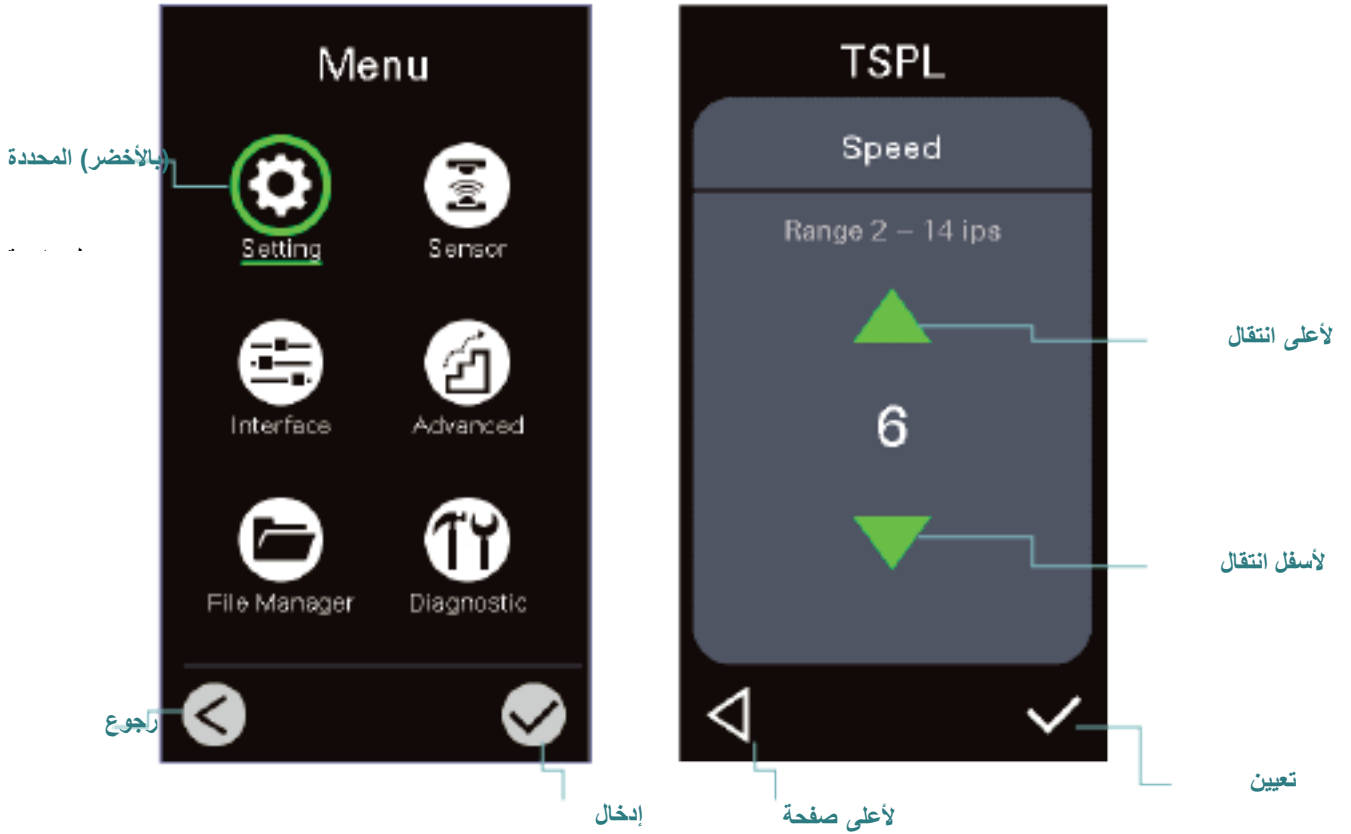 Menu
(بالأخضر) المحددة
Setting
Sensor
Interface
Advanced
File Manager
Diagnostic
رجوع
إدخال
TSPL
Speed
Range 2 – 14 ips
لأعلى انتقال
6
لأسفل انتقال
تعيين
لأعلى صفحة